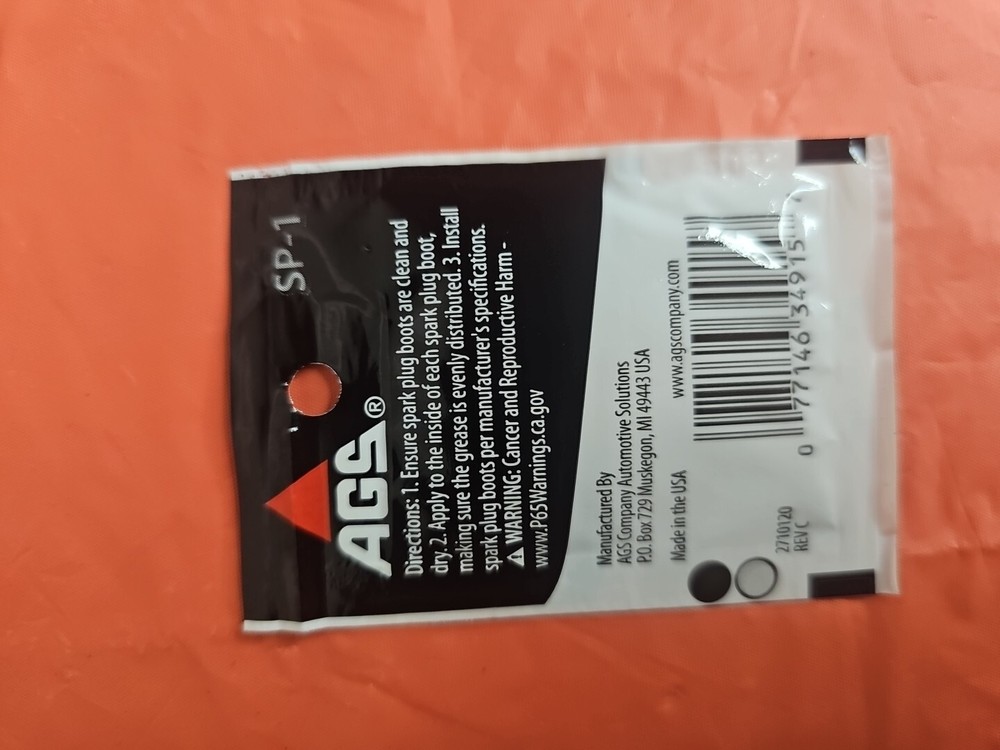 AGS®
SP-1
Directions: 1. Ensure spark plug boots are clean and
dry. 2. Apply to the inside of each spark plug boot,
making sure the grease is evenly distributed. 3. Install
spark plug boots per manufacturer's specifications.
⚠ WARNING: Cancer and Reproductive Harm -
www.P65Warnings.ca.gov
Manufactured By
AGS Company Automotive Solutions
P.O. Box 729 Muskegon, MI 49443 USA
Made in the USA
www.agscompany.com
2710120
REV C
0 77146 34915